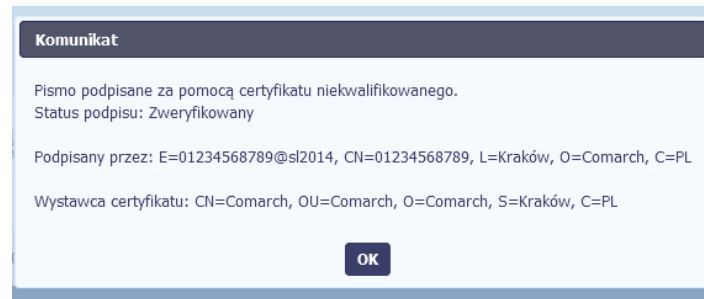 Komunikat
Pismo podpisane za pomocą certyfikatu niekwalifikowanego.
Status podpisu: Zweryfikowany
Podpisany przez: E=01234568789@sl2014, CN=01234568789, L=Kraków, O=Comarch, C=PL
Wystawca certyfikatu: CN=Comarch, OU=Comarch, O=Comarch, S=Kraków, C=PL
OK